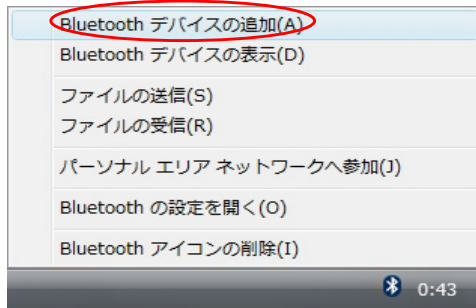 Bluetooth デバイスの追加(A)
Bluetooth デバイスの表示(D)
ファイルの送信(S)
ファイルの受信(R)
パーソナル エリア ネットワークへ参加(J)
Bluetooth の設定を開く(O)
Bluetooth アイコンの削除(I)
0:43